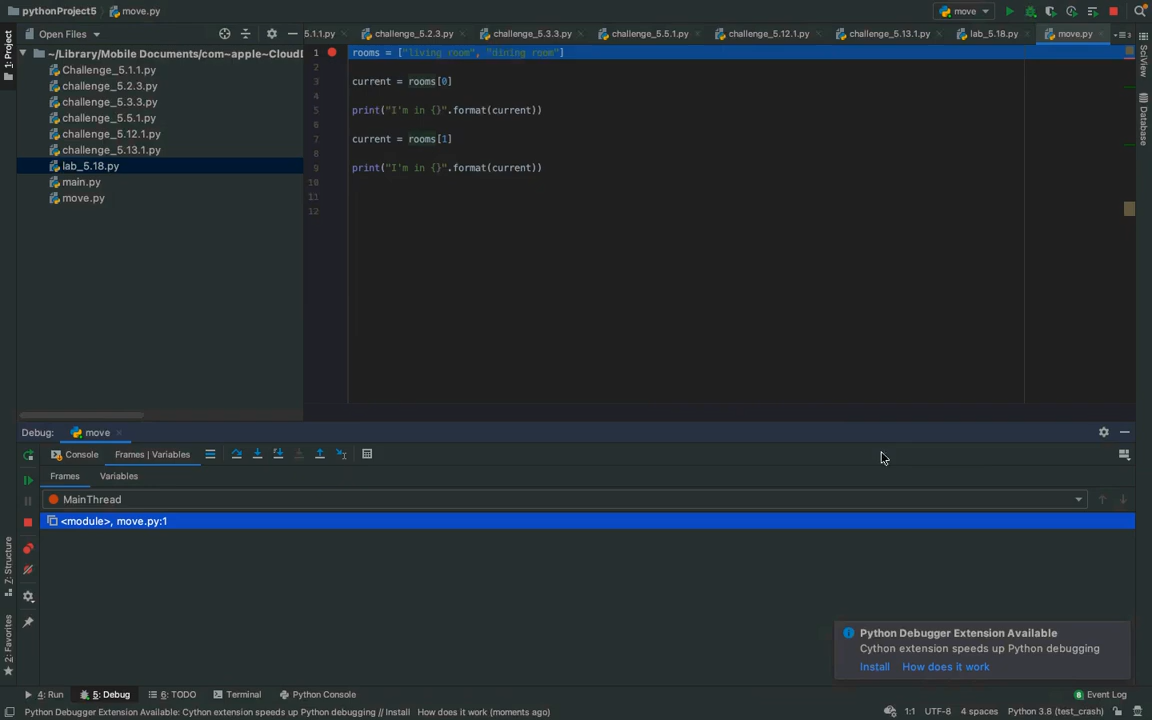 pythonProject5 move.py move
1: Project
Open Files
5.1.1.py challenge_5.2.3.py challenge_5.3.3.py challenge_5.5.1.py challenge_5.12.1.py challenge_5.13.1.py lab_5.18.py move.py
~/Library/Mobile Documents/com~apple~CloudD
Challenge_5.1.1.py
challenge_5.2.3.py
challenge_5.3.3.py
challenge_5.5.1.py
challenge_5.12.1.py
challenge_5.13.1.py
lab_5.18.py
main.py
move.py
1 rooms = ["living room", "dining room"]
2
3 current = rooms[0]
4
5 print("I'm in {}".format(current))
6
7 current = rooms[1]
8
9 print("I'm in {}".format(current))
10
11
12
SciView
Database
Debug: move
Console Frames | Variables
Frames Variables
MainThread
<module>, move.py:1
Z: Structure
2: Favorites
Python Debugger Extension Available
Cython extension speeds up Python debugging
Install How does it work
4: Run 5: Debug 6: TODO Terminal Python Console Event Log
Python Debugger Extension Available: Cython extension speeds up Python debugging // Install How does it work (moments ago) 1:1 UTF-8 4 spaces Python 3.8 (test_crash)